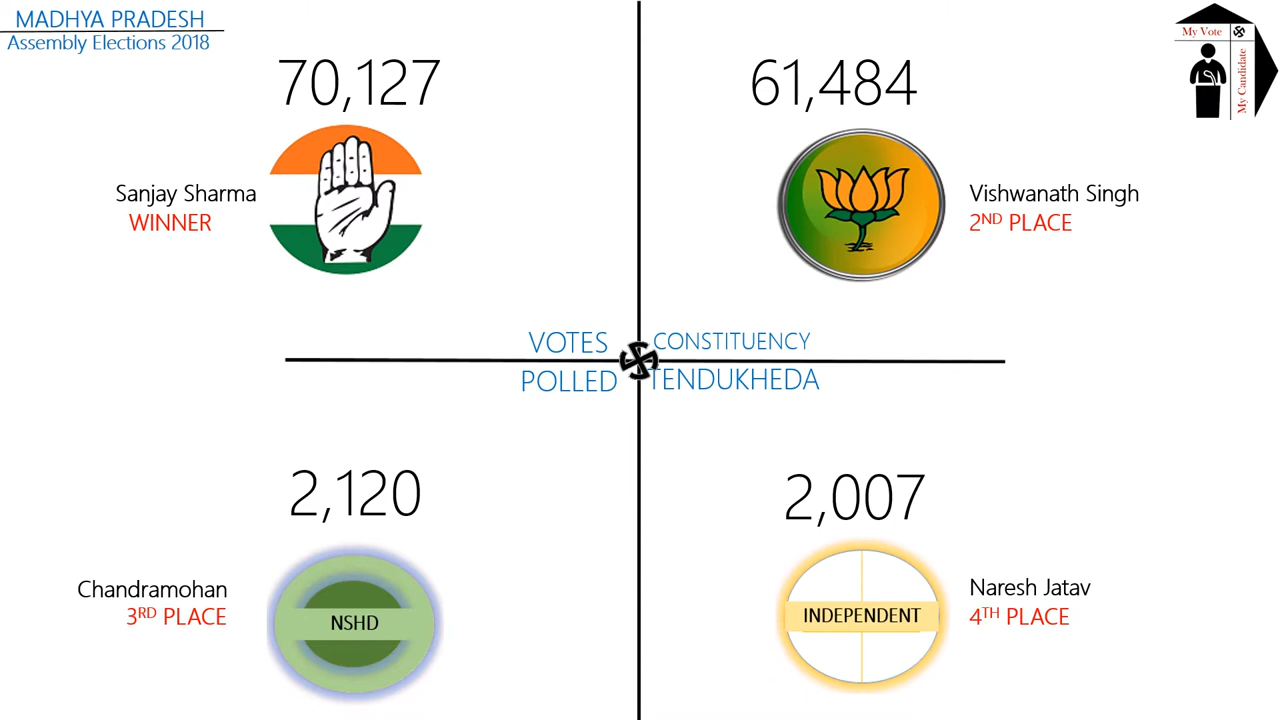 MADHYA PRADESH
Assembly Elections 2018
My Vote
My Candidate
70,127
Sanjay Sharma
WINNER
61,484
Vishwanath Singh
2ND PLACE
VOTES
POLLED
CONSTITUENCY
TENDUKHEDA
2,120
Chandramohan
3RD PLACE
NSHD
2,007
INDEPENDENT
Naresh Jatav
4TH PLACE